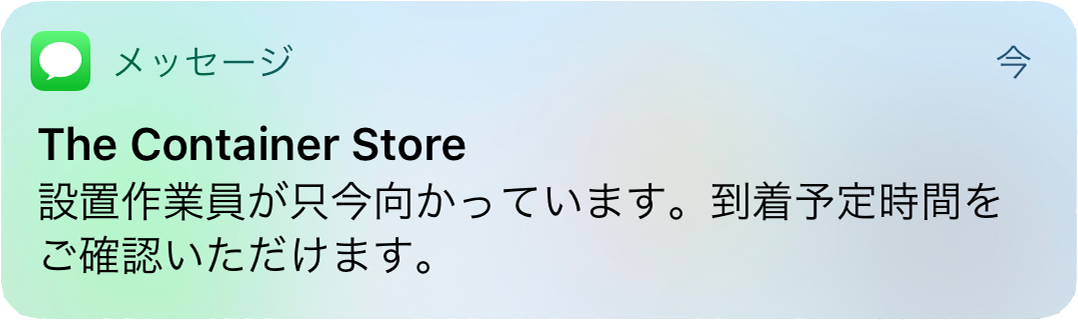 メッセージ
今
The Container Store
設置作業員が只今向かっています。到着予定時間を
ご確認いただけます。